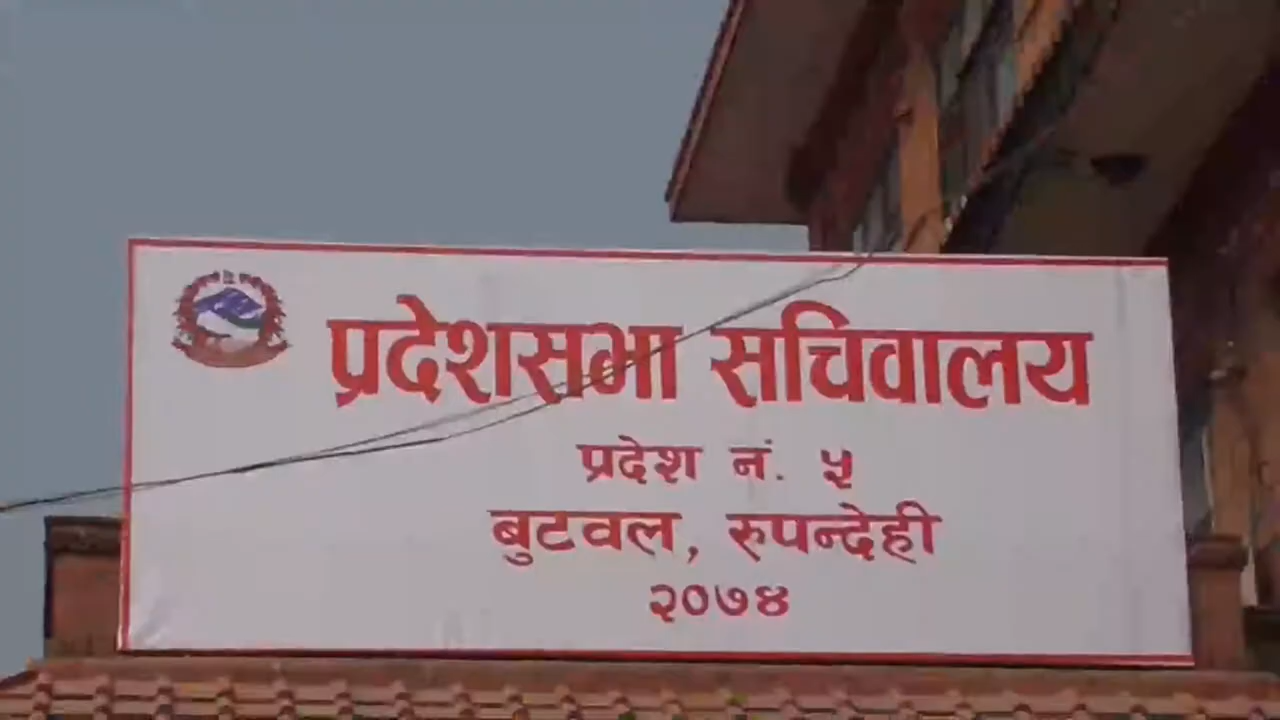 प्रदेशसभा सचिवालय
प्रदेश नं. ५
बुटवल, रुपन्देही
२०७४